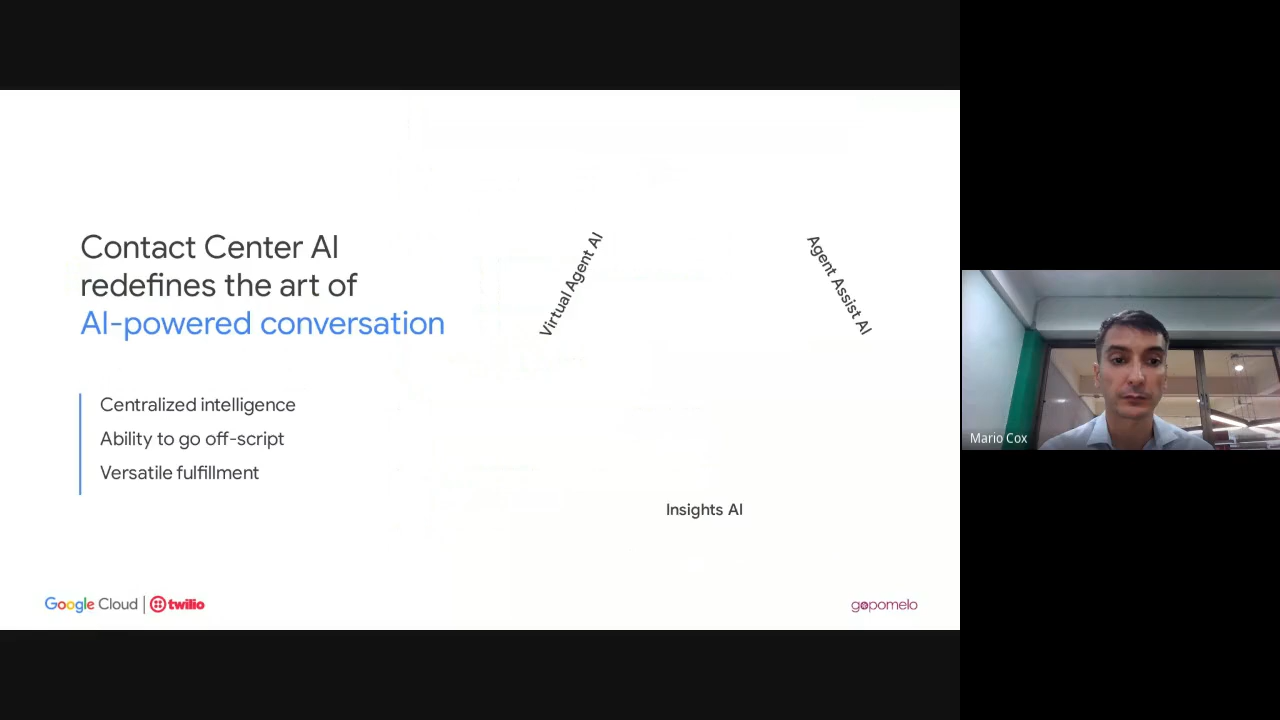 Contact Center AI
redefines the art of
AI-powered conversation
Centralized intelligence
Ability to go off-script
Versatile fulfillment
Virtual Agent AI
Agent Assist AI
Insights AI
Google Cloud | twilio
gopomelo
Mario Cox